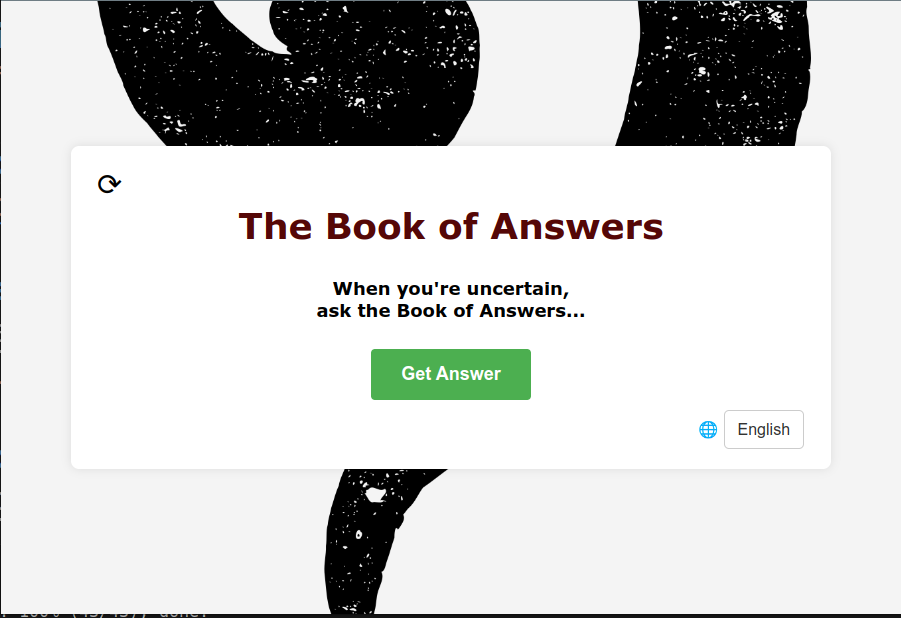 The Book of Answers
When you're uncertain,
ask the Book of Answers...
Get Answer
English